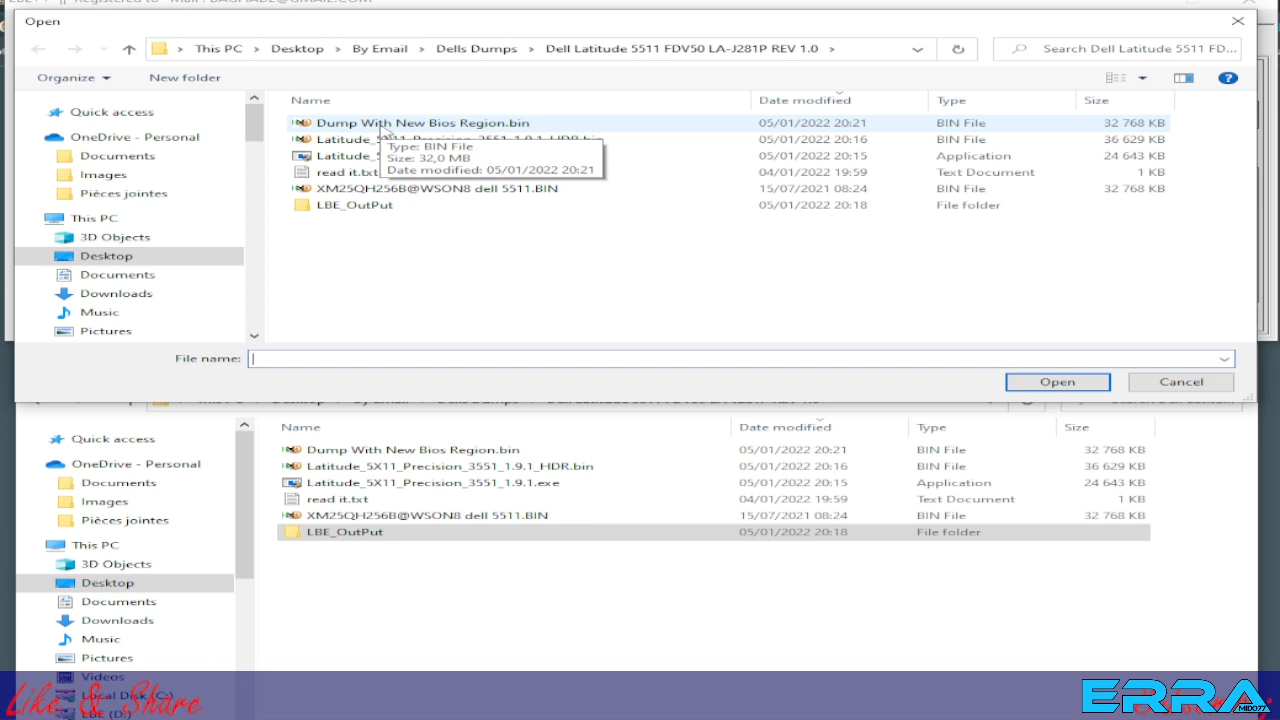 Open
This PC > Desktop > By Email > Dells Dumps > Dell Latitude 5511 FDV50 LA-J281P REV 1.0 >
Search Dell Latitude 5511 FD...
Organize
New folder
?
Name Date modified Type Size
Quick access
OneDrive - Personal
Documents
Images
Pièces jointes
This PC
3D Objects
Desktop
Documents
Downloads
Music
Pictures
Dump With New Bios Region.bin 05/01/2022 20:21 BIN File 32 768 KB
Latitude_5X11_Precision_3551_1.9.1_HDR.bin 05/01/2022 20:16 BIN File 36 629 KB
Latitude_5 05/01/2022 20:15 Application 24 643 KB
read it.txt 04/01/2022 19:59 Text Document 1 KB
XM25QH256B@WSON8 dell 5511.BIN 15/07/2021 08:24 BIN File 32 768 KB
LBE_OutPut 05/01/2022 20:18 File folder
Type: BIN File
Size: 32,0 MB
Date modified: 05/01/2022 20:21
File name:
Open
Cancel
Name Date modified Type Size
Quick access
OneDrive - Personal
Documents
Images
Pièces jointes
This PC
3D Objects
Desktop
Documents
Downloads
Music
Pictures
Videos
Local Disk (C:)
LBE (D:)
Dump With New Bios Region.bin 05/01/2022 20:21 BIN File 32 768 KB
Latitude_5X11_Precision_3551_1.9.1_HDR.bin 05/01/2022 20:16 BIN File 36 629 KB
Latitude_5X11_Precision_3551_1.9.1.exe 05/01/2022 20:15 Application 24 643 KB
read it.txt 04/01/2022 19:59 Text Document 1 KB
XM25QH256B@WSON8 dell 5511.BIN 15/07/2021 08:24 BIN File 32 768 KB
LBE_OutPut 05/01/2022 20:18 File folder
Like & Share
ERRA
MIDO77